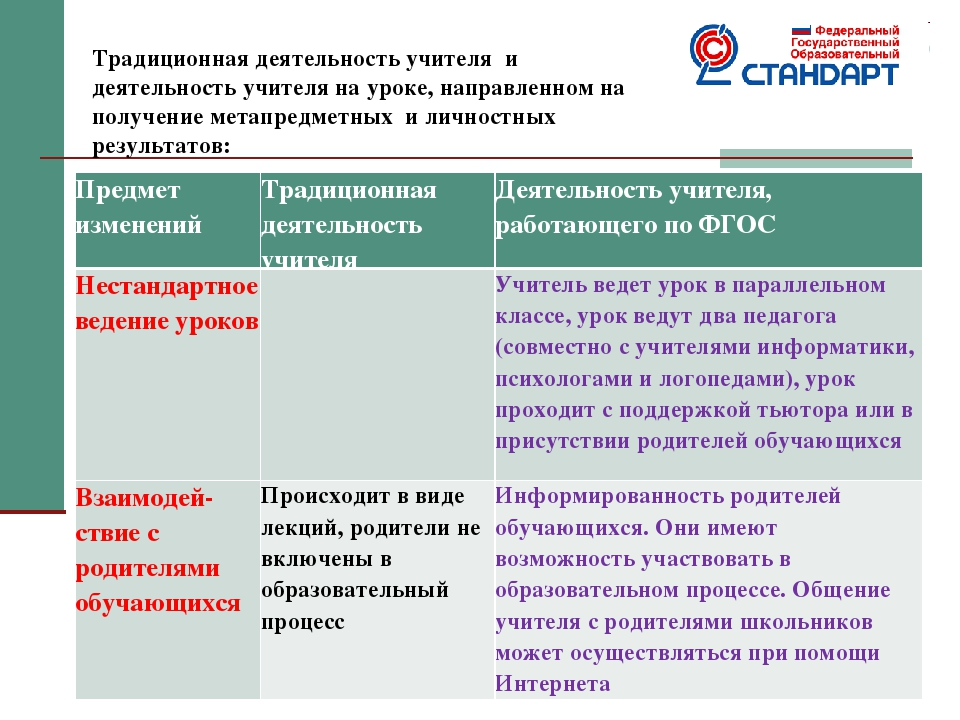 Федеральный
Государственный
Образовательный
СТАНДАРТ
Традиционная деятельность учителя и
деятельность учителя на уроке, направленном на
получение метапредметных и личностных
результатов:
Предмет
изменений
Традиционная
деятельность
учителя
Деятельность учителя,
работающего по ФГОС
Нестандартное
ведение уроков
Учитель ведет урок в параллельном
классе, урок ведут два педагога
(совместно с учителями информатики,
психологами и логопедами), урок
проходит с поддержкой тьютора или в
присутствии родителей обучающихся
Взаимодей-
ствие с
родителями
обучающихся
Происходит в виде
лекций, родители не
включены в
образовательный
процесс
Информированность родителей
обучающихся. Они имеют
возможность участвовать в
образовательном процессе. Общение
учителя с родителями школьников
может осуществляться при помощи
Интернета